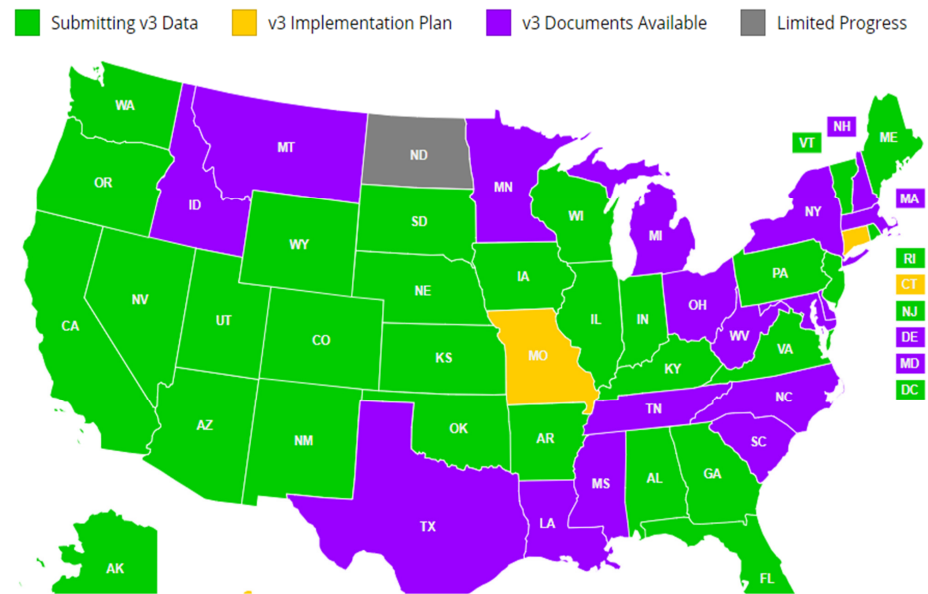 Submitting v3 Data
v3 Implementation Plan
v3 Documents Available
Limited Progress
WA
MT
ND
MN
OR
ID
SD
WI
WY
MI
NY
VT
NH
ME
MA
RI
CT
NJ
DE
MD
DC
NV
UT
CA
CO
NE
IA
IL
IN
OH
PA
WV
VA
KS
MO
KY
AZ
NM
OK
AR
TN
NC
SC
MS
AL
GA
TX
LA
AK
FL